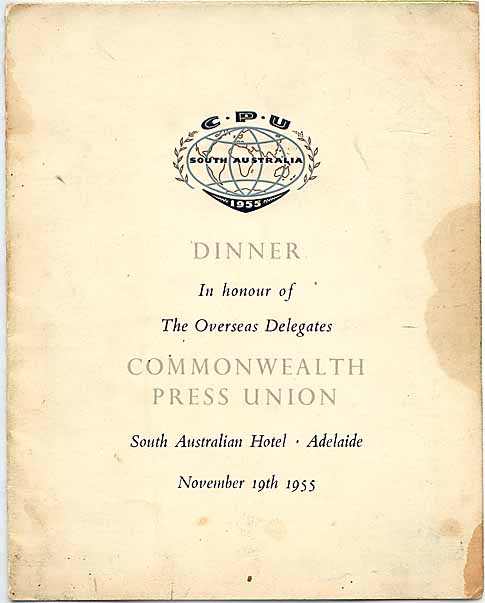 C·P·U
SOUTH AUSTRALIA
1955
DINNER
In honour of
The Overseas Delegates
COMMONWEALTH
PRESS UNION
South Australian Hotel · Adelaide
November 19th 1955